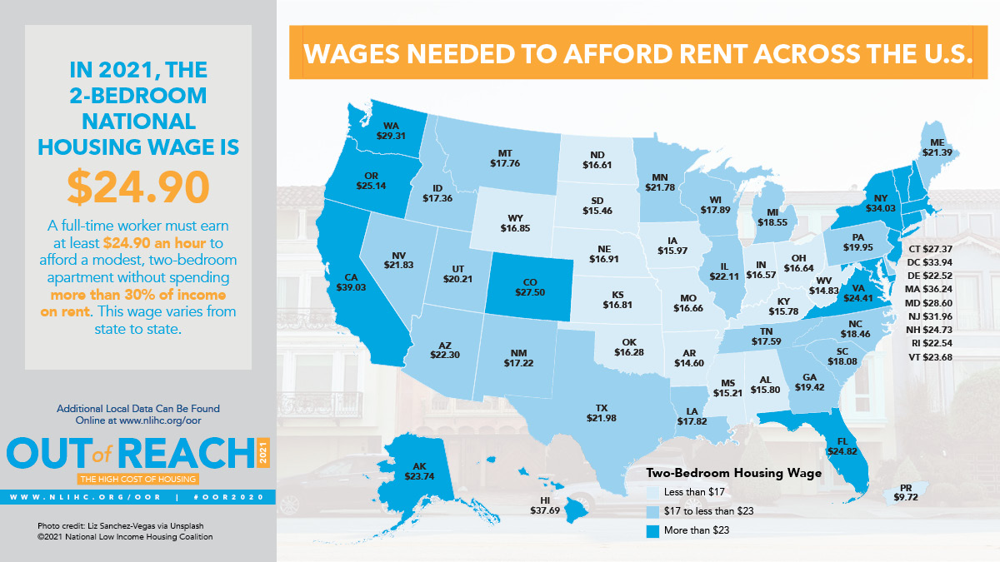 IN 2021, THE
2-BEDROOM
NATIONAL
HOUSING WAGE IS
$24.90
A full-time worker must earn
at least $24.90 an hour to
afford a modest, two-bedroom
apartment without spending
more than 30% of income
on rent. This wage varies from
state to state.
Additional Local Data Can Be Found
Online at www.nlihc.org/oor
OUT of REACH 2021
THE HIGH COST OF HOUSING
WWW.NLIHC.ORG/OOR | #OOR2020
Photo credit: Liz Sanchez-Vegas via Unsplash
©2021 National Low Income Housing Coalition
WAGES NEEDED TO AFFORD RENT ACROSS THE U.S.
WA
$29.31
OR
$25.14
CA
$39.03
ID
$17.36
NV
$21.83
MT
$17.76
WY
$16.85
UT
$20.21
CO
$27.50
AZ
$22.30
NM
$17.22
ND
$16.61
SD
$15.46
NE
$16.91
KS
$16.81
OK
$16.28
TX
$21.98
MN
$21.78
IA
$15.97
MO
$16.66
AR
$14.60
LA
$17.82
WI
$17.89
IL
$22.11
MI
$18.55
IN
$16.57
OH
$16.64
KY
$15.78
TN
$17.59
MS
$15.21
AL
$15.80
GA
$19.42
FL
$24.82
SC
$18.08
NC
$18.46
VA
$24.41
WV
$14.83
PA
$19.95
NY
$34.03
ME
$21.39
CT $27.37
DC $33.94
DE $22.52
MA $36.24
MD $28.60
NJ $31.96
NH $24.73
RI $22.54
VT $23.68
AK
$23.74
HI
$37.69
PR
$9.72
Two-Bedroom Housing Wage
Less than $17
$17 to less than $23
More than $23